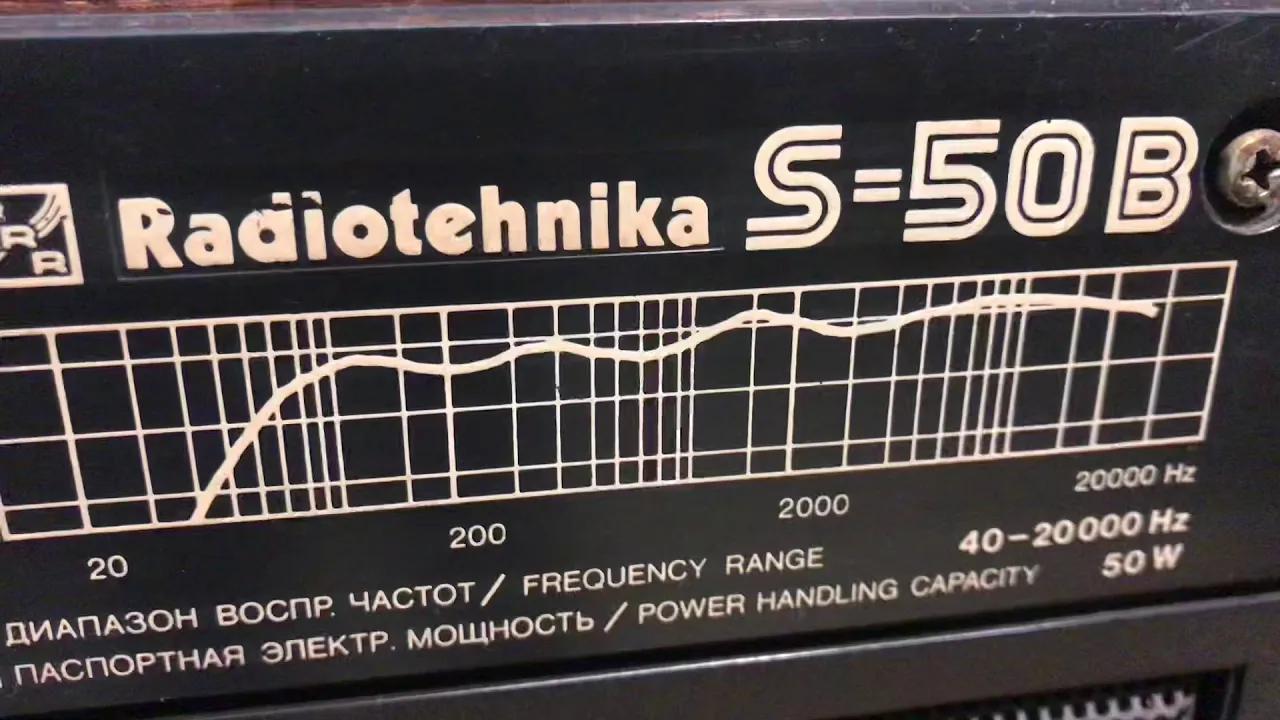 Radiotehnika S-50B
20 200 2000 20000 Hz
ДИАПАЗОН ВОСПР. ЧАСТОТ / FREQUENCY RANGE 40-20000 Hz
ПАСПОРТНАЯ ЭЛЕКТР. МОЩНОСТЬ / POWER HANDLING CAPACITY 50 W